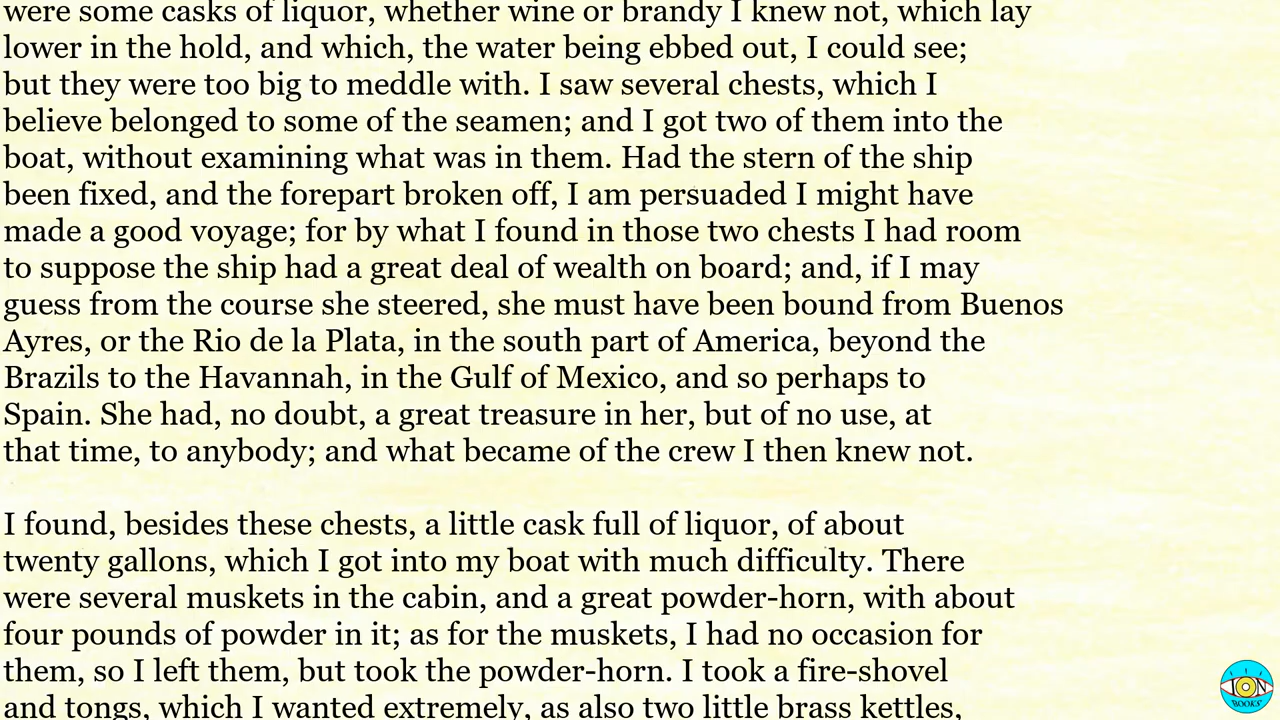 were some casks of liquor, whether wine or brandy I knew not, which lay
lower in the hold, and which, the water being ebbed out, I could see;
but they were too big to meddle with. I saw several chests, which I
believe belonged to some of the seamen; and I got two of them into the
boat, without examining what was in them. Had the stern of the ship
been fixed, and the forepart broken off, I am persuaded I might have
made a good voyage; for by what I found in those two chests I had room
to suppose the ship had a great deal of wealth on board; and, if I may
guess from the course she steered, she must have been bound from Buenos
Ayres, or the Rio de la Plata, in the south part of America, beyond the
Brazils to the Havannah, in the Gulf of Mexico, and so perhaps to
Spain. She had, no doubt, a great treasure in her, but of no use, at
that time, to anybody; and what became of the crew I then knew not.
I found, besides these chests, a little cask full of liquor, of about
twenty gallons, which I got into my boat with much difficulty. There
were several muskets in the cabin, and a great powder-horn, with about
four pounds of powder in it; as for the muskets, I had no occasion for
them, so I left them, but took the powder-horn. I took a fire-shovel
and tongs, which I wanted extremely, as also two little brass kettles,
ION
BOOKS